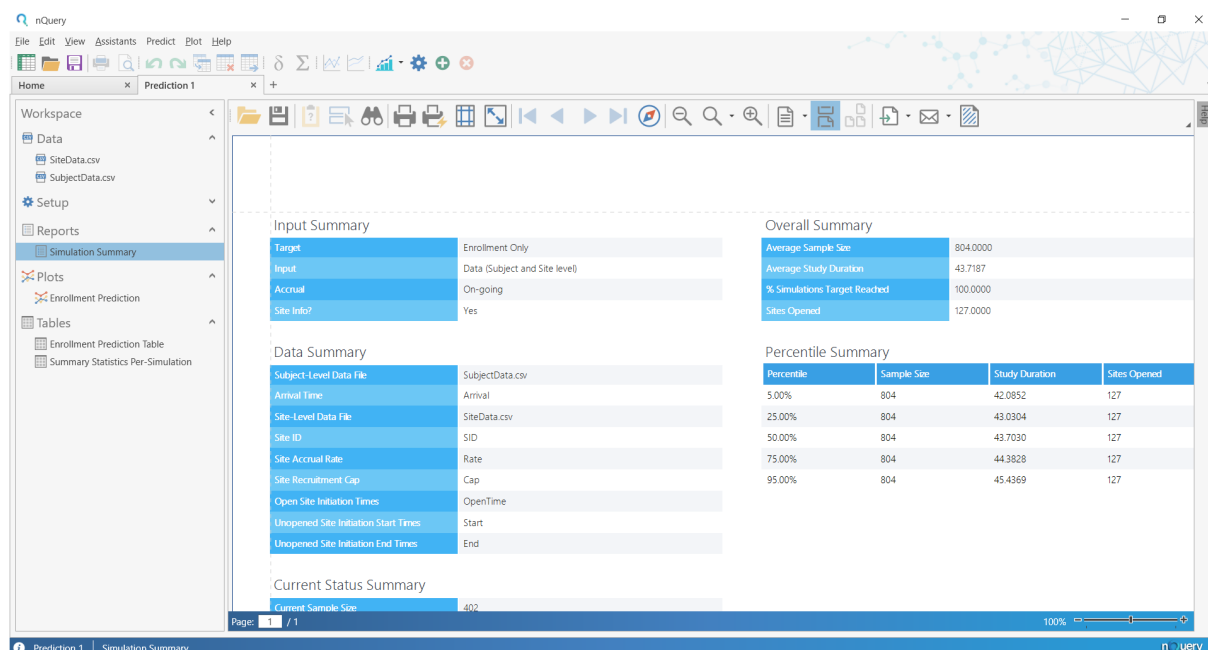 nQuery
File Edit View Assistants Predict Plot Help
Home × Prediction 1 × +
Workspace
Data
SiteData.csv
SubjectData.csv
Setup
Reports
Simulation Summary
Plots
Enrollment Prediction
Tables
Enrollment Prediction Table
Summary Statistics Per-Simulation
Help
Input Summary
Target Enrollment Only
Input Data (Subject and Site level)
Accrual On-going
Site Info? Yes
Overall Summary
Average Sample Size 804.0000
Average Study Duration 43.7187
% Simulations Target Reached 100.0000
Sites Opened 127.0000
Data Summary
Subject-Level Data File SubjectData.csv
Arrival Time Arrival
Site-Level Data File SiteData.csv
Site ID SID
Site Accrual Rate Rate
Site Recruitment Cap Cap
Open Site Initiation Times OpenTime
Unopened Site Initiation Start Times Start
Unopened Site Initiation End Times End
Percentile Summary
Percentile Sample Size Study Duration Sites Opened
5.00% 804 42.0852 127
25.00% 804 43.0304 127
50.00% 804 43.7030 127
75.00% 804 44.3828 127
95.00% 804 45.4369 127
Current Status Summary
Current Sample Size 402
Page: 1 / 1 100%
Prediction 1 Simulation Summary nQuery